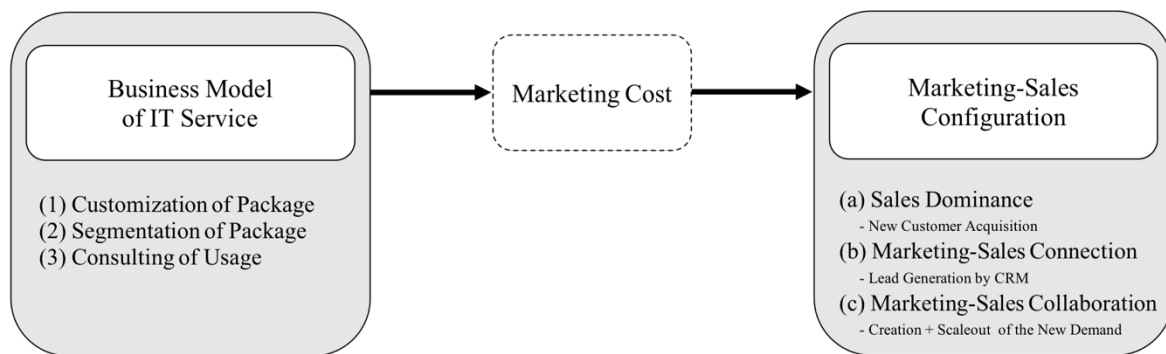 Business Model
of IT Service
(1) Customization of Package
(2) Segmentation of Package
(3) Consulting of Usage
Marketing Cost
Marketing-Sales
Configuration
(a) Sales Dominance
- New Customer Acquisition
(b) Marketing-Sales Connection
- Lead Generation by CRM
(c) Marketing-Sales Collaboration
- Creation + Scaleout of the New Demand